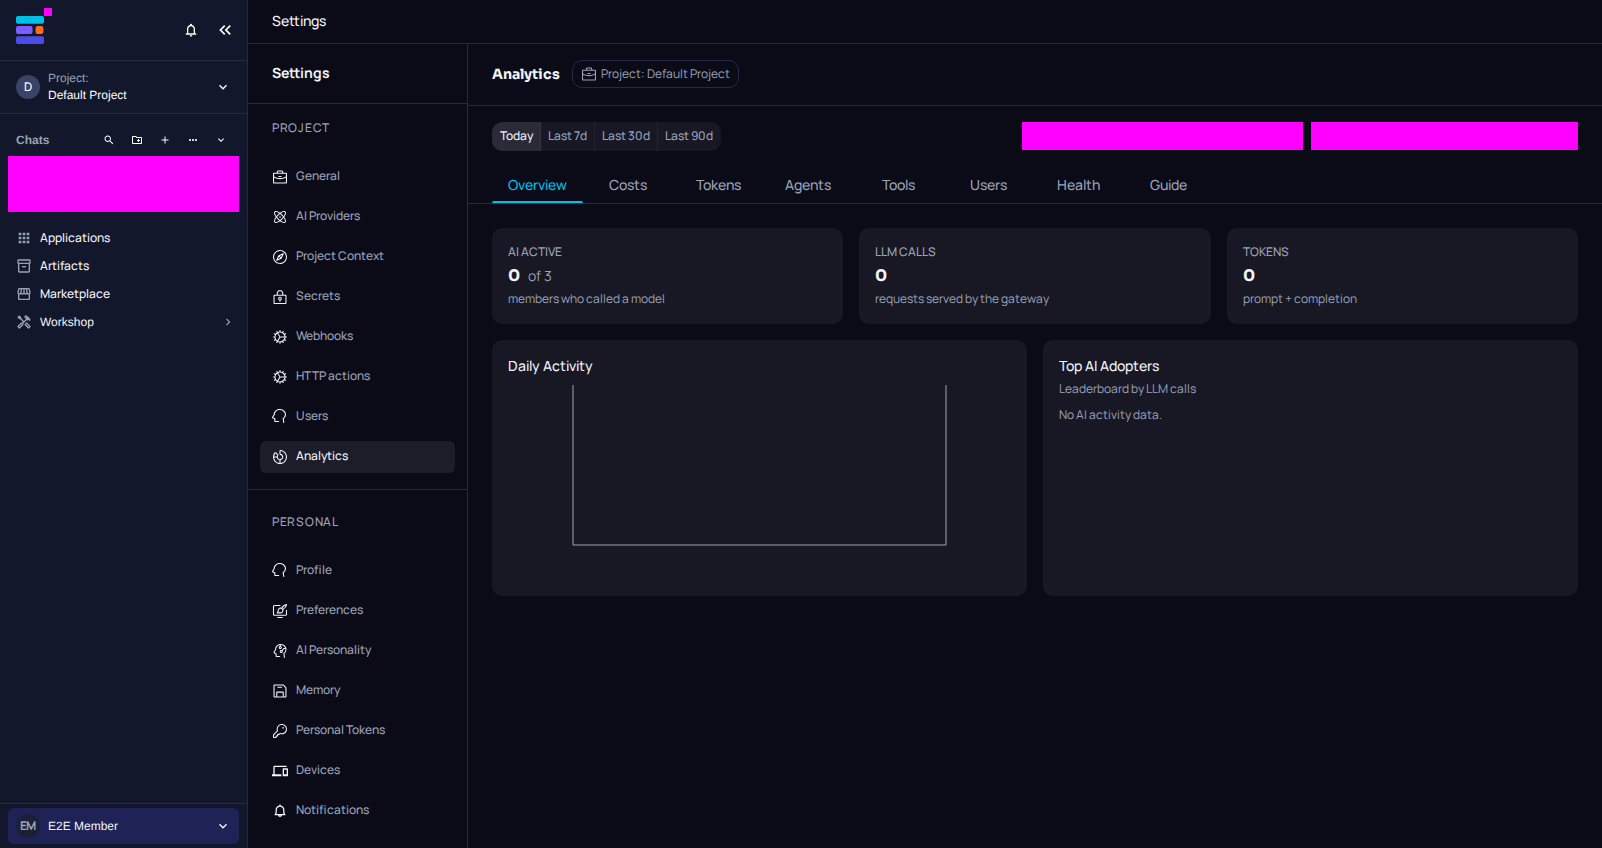 Settings
Project:
Default Project
D
Chats
Applications
Artifacts
Marketplace
Workshop
EM
E2E Member
Settings
PROJECT
General
AI Providers
Project Context
Secrets
Webhooks
HTTP actions
Users
Analytics
PERSONAL
Profile
Preferences
AI Personality
Memory
Personal Tokens
Devices
Notifications
Analytics
Project: Default Project
Today
Last 7d
Last 30d
Last 90d
Overview
Costs
Tokens
Agents
Tools
Users
Health
Guide
AI ACTIVE
0 of 3
members who called a model
LLM CALLS
0
requests served by the gateway
TOKENS
0
prompt + completion
Daily Activity
Top AI Adopters
Leaderboard by LLM calls
No AI activity data.